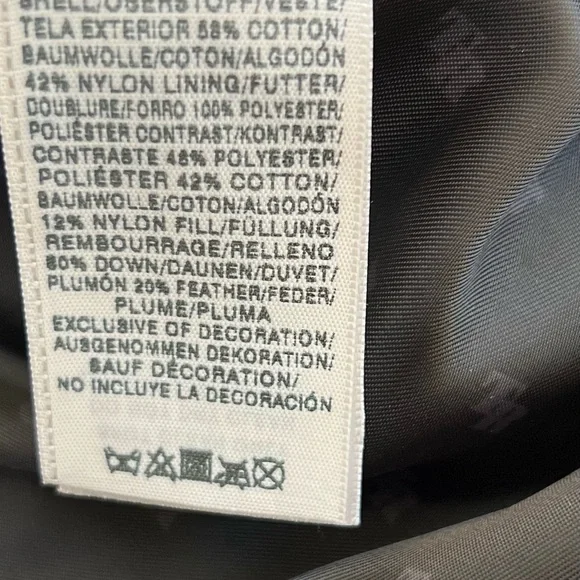 SHELL/OBERSTOFF/VESTE/
TELA EXTERIOR 58% COTTON/
BAUMWOLLE/COTON/ALGODÓN
42% NYLON LINING/FUTTER/
DOUBLURE/FORRO 100% POLYESTER/
POLIÉSTER CONTRAST/KONTRAST/
CONTRASTE 46% POLYESTER/
POLIÉSTER 42% COTTON/
BAUMWOLLE/COTON/ALGODÓN
12% NYLON FILL/FÜLLUNG/
REMBOURRAGE/RELLENO
80% DOWN/DAUNEN/DUVET/
PLUMÓN 20% FEATHER/FEDER/
PLUME/PLUMA
EXCLUSIVE OF DECORATION/
AUSGENOMMEN DEKORATION/
SAUF DÉCORATION/
NO INCLUYE LA DECORACIÓN